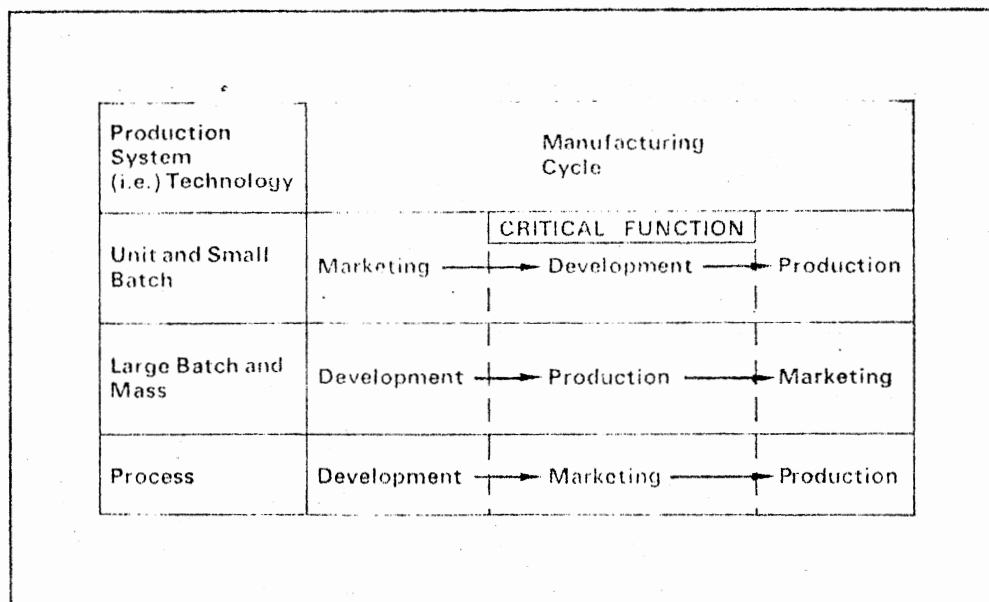 Production
System
(i.e.) Technology
Manufacturing
Cycle
CRITICAL FUNCTION
Unit and Small
Batch
Marketing Development Production
Large Batch and
Mass
Development Production Marketing
Process
Development Marketing Production